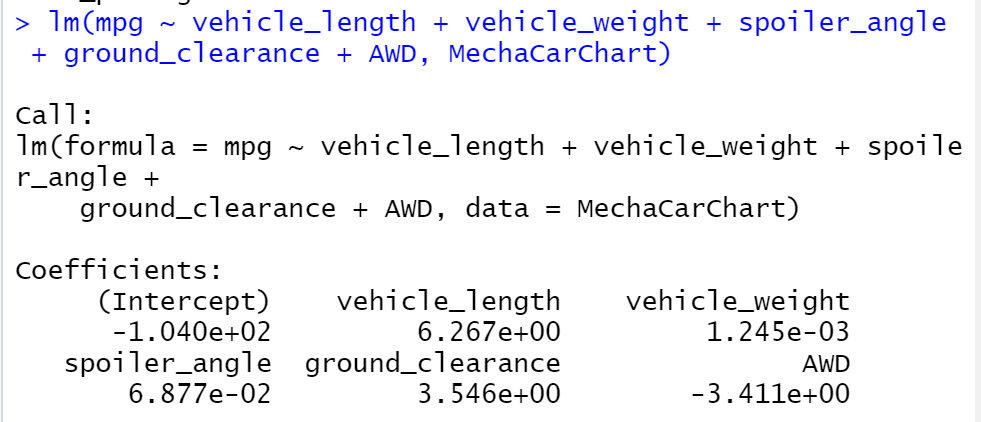 > lm(mpg ~ vehicle_length + vehicle_weight + spoiler_angle
+ ground_clearance + AWD, MechaCarChart)
Call:
lm(formula = mpg ~ vehicle_length + vehicle_weight + spoile
r_angle +
ground_clearance + AWD, data = MechaCarChart)
Coefficients:
(Intercept) vehicle_length vehicle_weight
-1.040e+02 6.267e+00 1.245e-03
spoiler_angle ground_clearance AWD
6.877e-02 3.546e+00 -3.411e+00